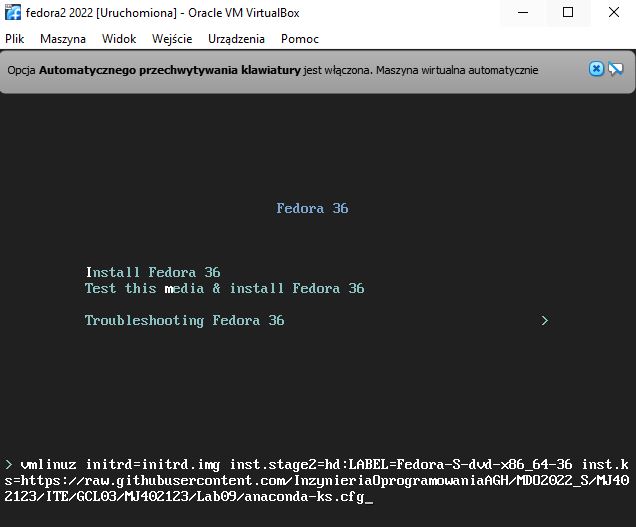 fedora2 2022 [Uruchomiona] - Oracle VM VirtualBox
Plik Maszyna Widok Wejście Urządzenia Pomoc
Opcja Automatycznego przechwytywania klawiatury jest włączona. Maszyna wirtualna automatycznie
Fedora 36
Install Fedora 36
Test this media & install Fedora 36
Troubleshooting Fedora 36 >
> vmlinuz initrd=initrd.img inst.stage2=hd:LABEL=Fedora-S-dvd-x86_64-36 inst.k
s=https://raw.githubusercontent.com/InzynieriaOprogramowaniaAGH/MDO2022_S/MJ40
2123/ITE/GCL03/MJ402123/Lab09/anaconda-ks.cfg_